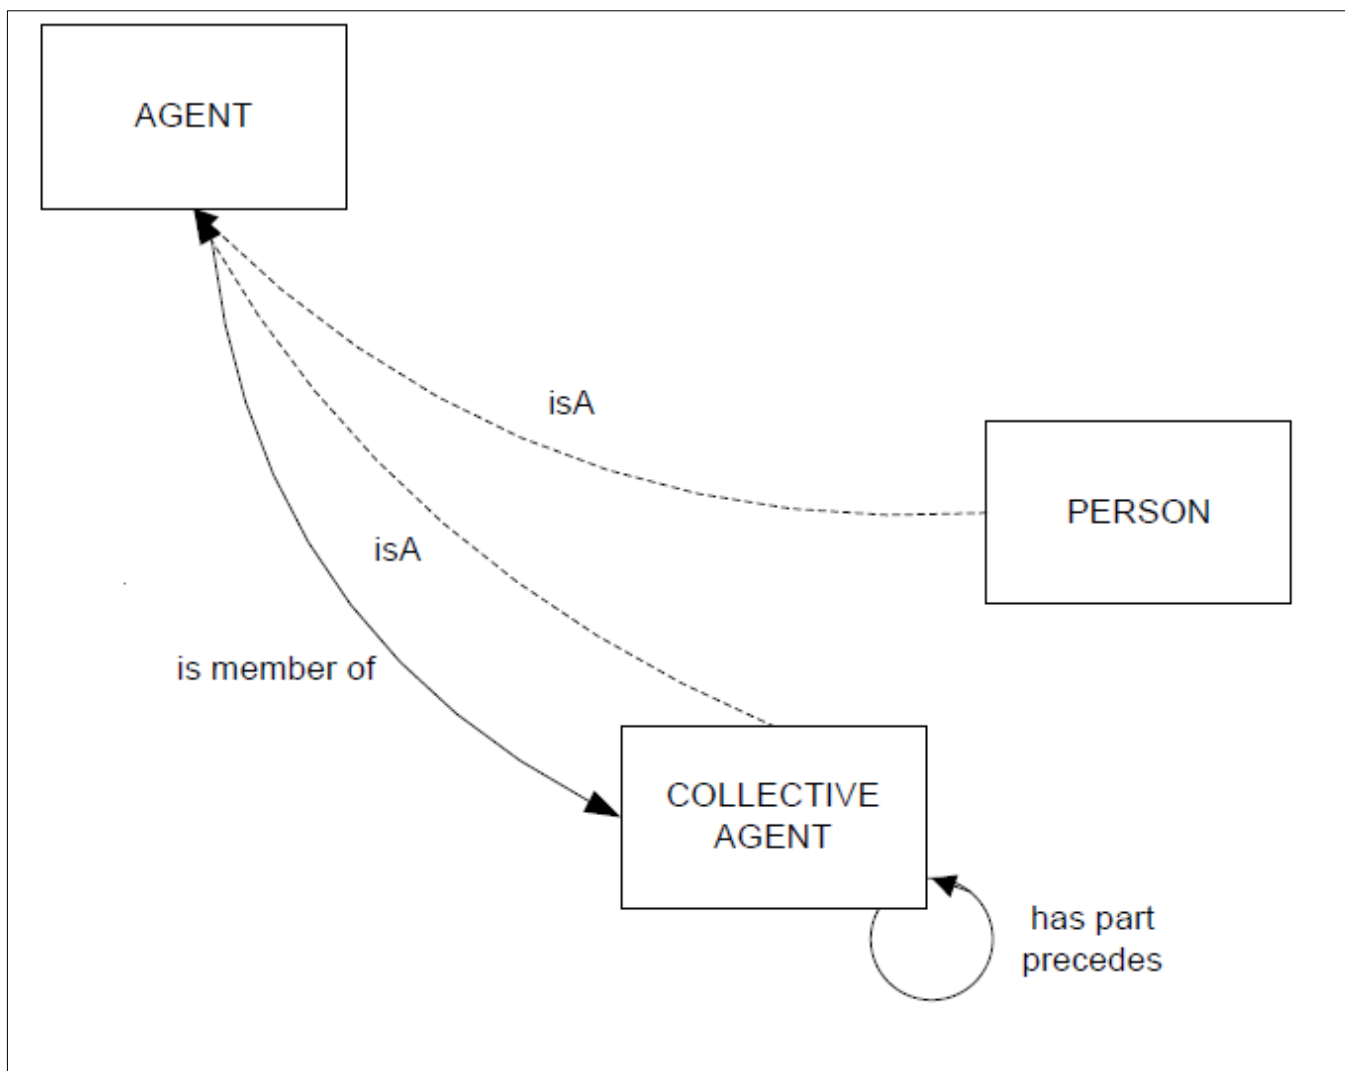 AGENT
isA
PERSON
isA
is member of
COLLECTIVE
AGENT
has part
precedes